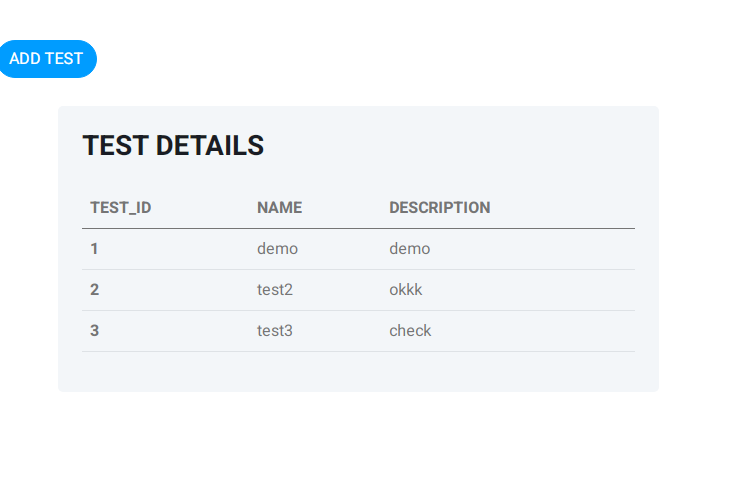 ADD TEST
TEST DETAILS
TEST_ID NAME DESCRIPTION
1 demo demo
2 test2 okkk
3 test3 check